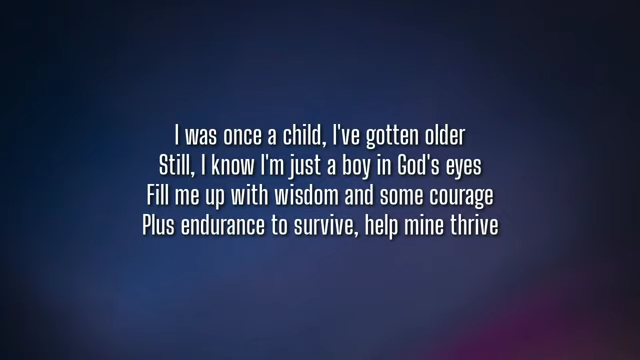 I was once a child, I've gotten older
Still, I know I'm just a boy in God's eyes
Fill me up with wisdom and some courage
Plus endurance to survive, help mine thrive